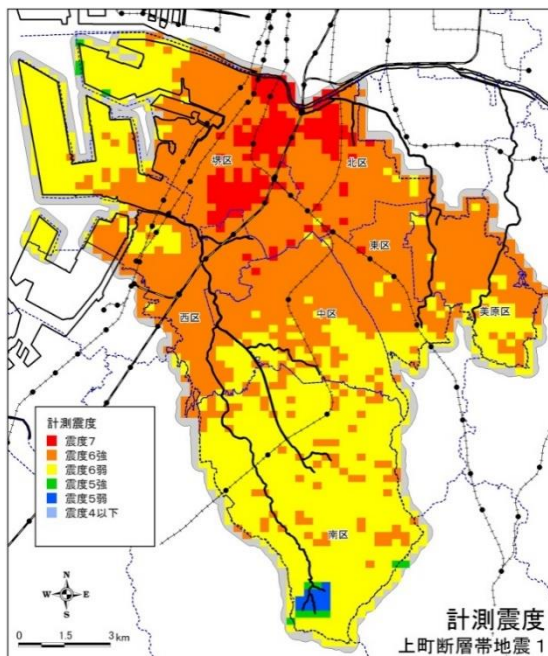 堺区
北区
東区
西区
中区
美原区
南区
計測震度
震度7
震度6強
震度6弱
震度5強
震度5弱
震度4以下
N
W E
S
0 1.5 3
km
計測震度
上町断層帯地震1